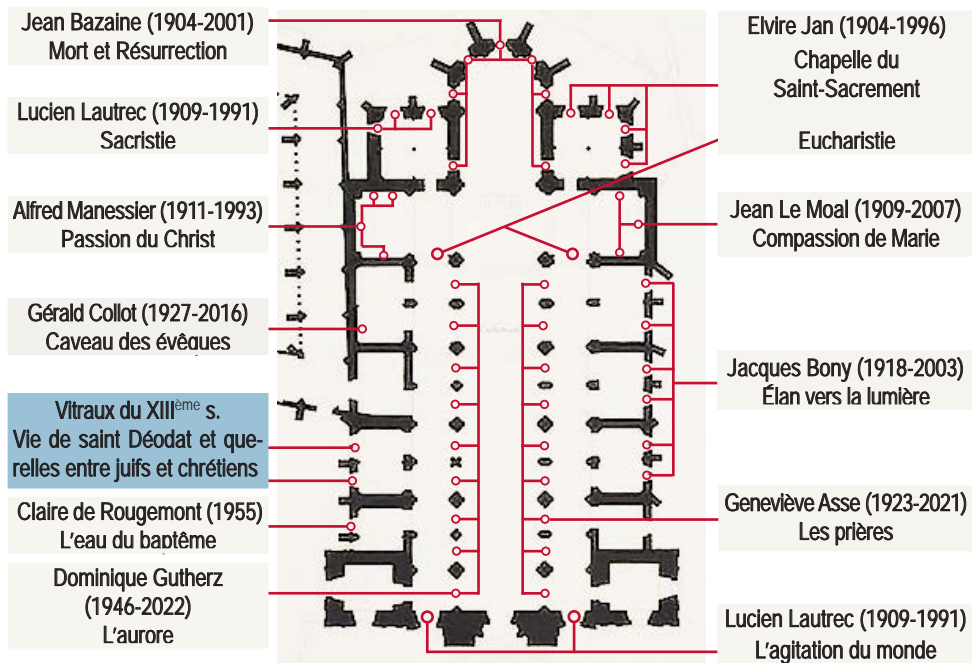 Jean Bazaine (1904-2001)
Mort et Résurrection
Lucien Lautrec (1909-1991)
Sacristie
Alfred Manessier (1911-1993)
Passion du Christ
Gérald Collot (1927-2016)
Caveau des évêques
Vitraux du XIIIème s.
Vie de saint Déodat et que-
relles entre juifs et chrétiens
Claire de Rougemont (1955)
L'eau du baptême
Dominique Gutherz
(1946-2022)
L'aurore
Elvire Jan (1904-1996)
Chapelle du
Saint-Sacrement
Eucharistie
Jean Le Moal (1909-2007)
Compassion de Marie
Jacques Bony (1918-2003)
Élan vers la lumière
Geneviève Asse (1923-2021)
Les prières
Lucien Lautrec (1909-1991)
L'agitation du monde